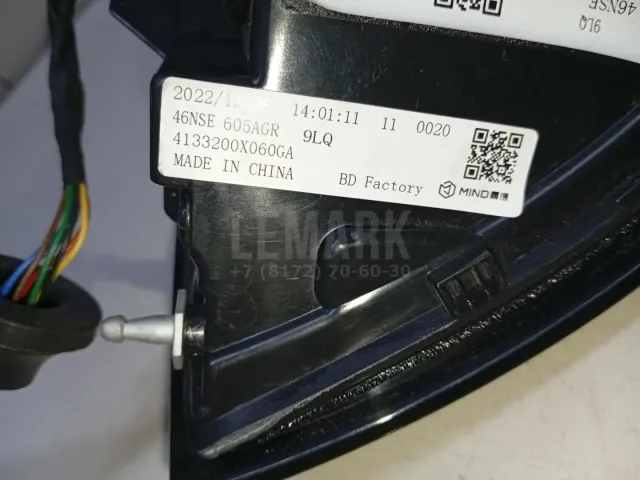 46NSE
9LQ
14:01:11 11 0020
46NSE 605AGR 9LQ
4133200X060GA
MADE IN CHINA BD Factory MIND
LEMARK
+7 (8172) 70-60-30